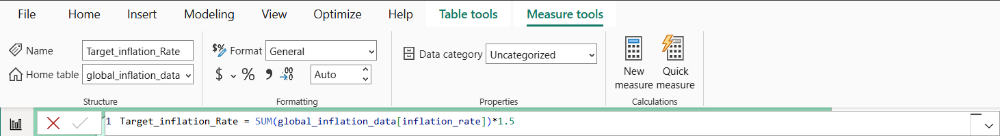 File Home Insert Modeling View Optimize Help Table tools Measure tools
Name Target_inflation_Rate $% Format General Data category Uncategorized New measure Quick measure
Home table global_inflation_data $ % , .00 →0 Auto
Structure Formatting Properties Calculations
1 Target_inflation_Rate = SUM(global_inflation_data[inflation_rate])*1.5